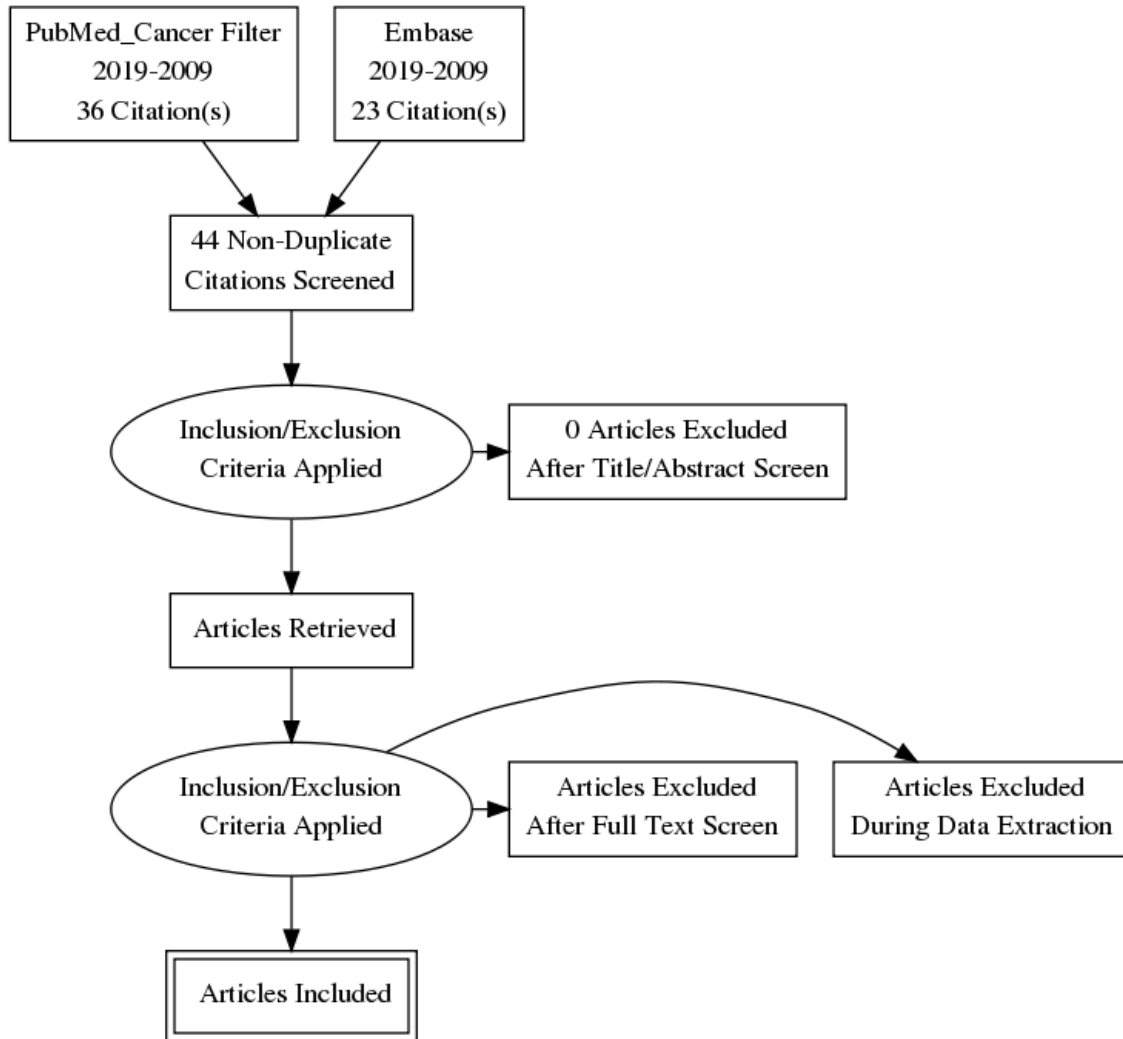 PubMed_Cancer Filter
2019-2009
36 Citation(s)
Embase
2019-2009
23 Citation(s)
44 Non-Duplicate
Citations Screened
Inclusion/Exclusion
Criteria Applied
0 Articles Excluded
After Title/Abstract Screen
Articles Retrieved
Inclusion/Exclusion
Criteria Applied
Articles Excluded
After Full Text Screen
Articles Excluded
During Data Extraction
Articles Included